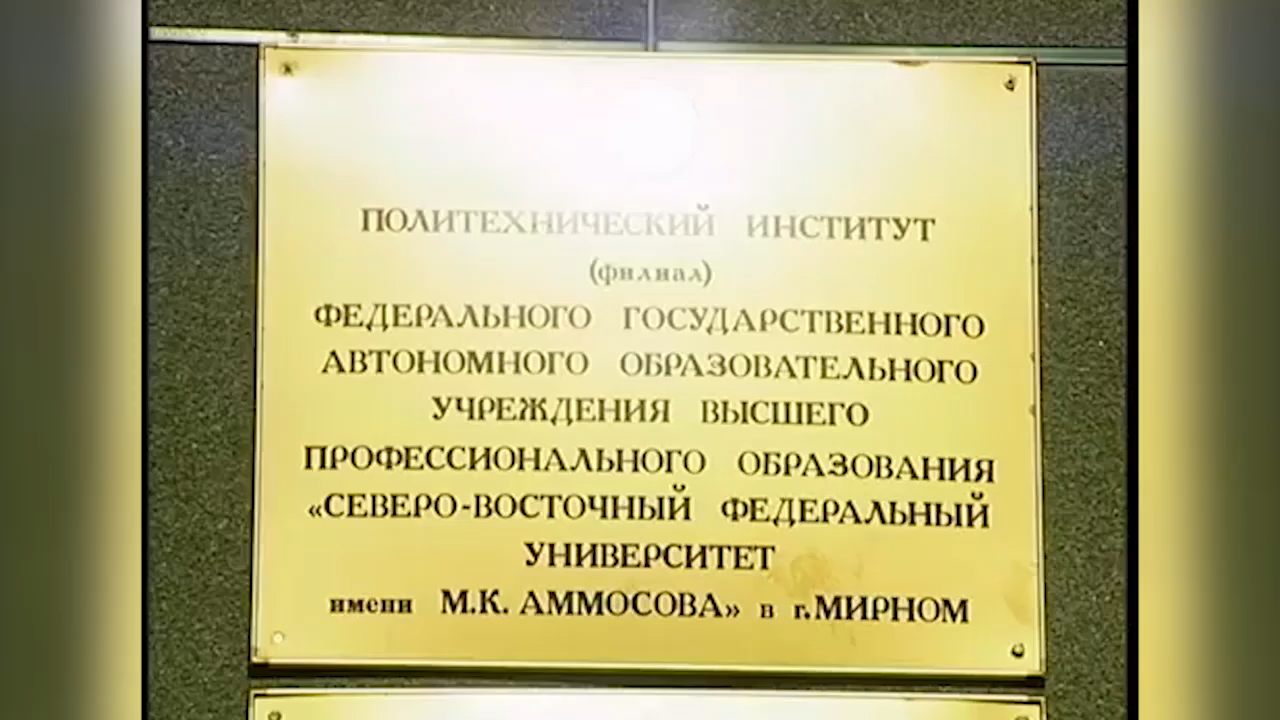 ПОЛИТЕХНИЧЕСКИЙ ИНСТИТУТ
(филиал)
ФЕДЕРАЛЬНОГО ГОСУДАРСТВЕННОГО
АВТОНОМНОГО ОБРАЗОВАТЕЛЬНОГО
УЧРЕЖДЕНИЯ ВЫСШЕГО
ПРОФЕССИОНАЛЬНОГО ОБРАЗОВАНИЯ
«СЕВЕРО-ВОСТОЧНЫЙ ФЕДЕРАЛЬНЫЙ
УНИВЕРСИТЕТ
имени М.К. АММОСОВА» в г.МИРНОМ